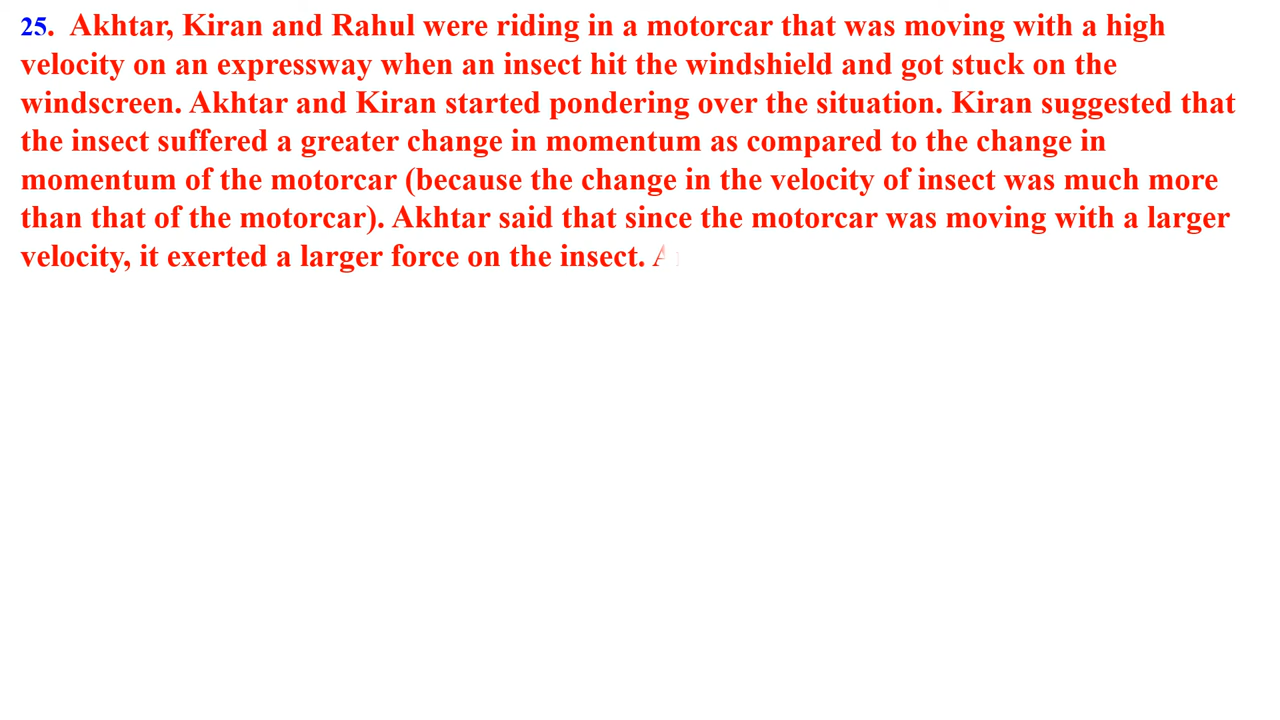 25. Akhtar, Kiran and Rahul were riding in a motorcar that was moving with a high
velocity on an expressway when an insect hit the windshield and got stuck on the
windscreen. Akhtar and Kiran started pondering over the situation. Kiran suggested that
the insect suffered a greater change in momentum as compared to the change in
momentum of the motorcar (because the change in the velocity of insect was much more
than that of the motorcar). Akhtar said that since the motorcar was moving with a larger
velocity, it exerted a larger force on the insect.